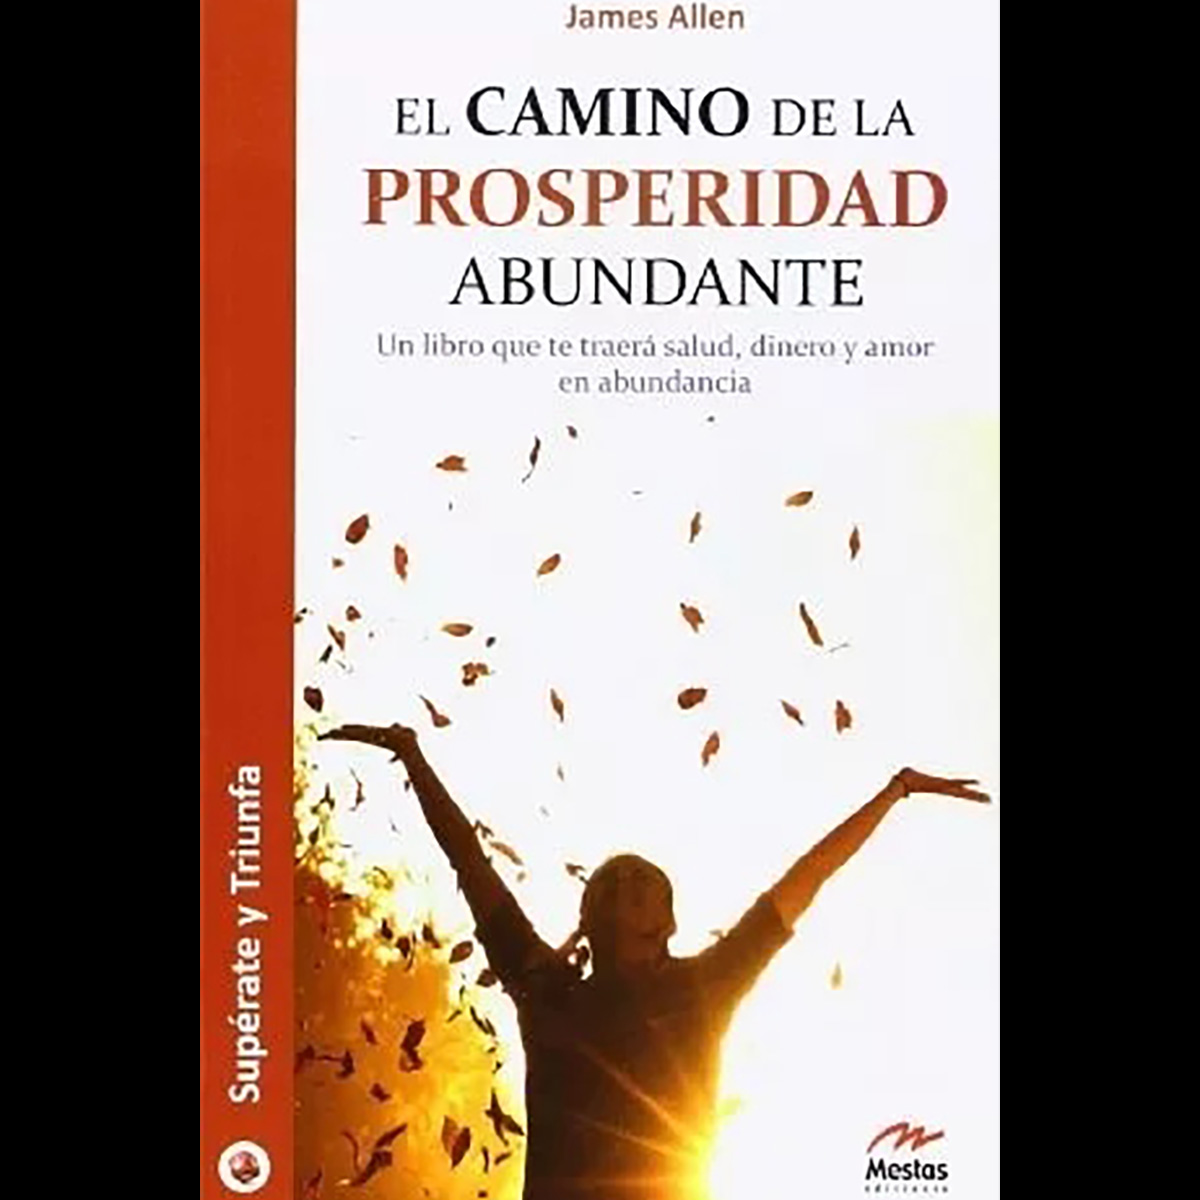 James Allen
EL CAMINO DE LA
PROSPERIDAD
ABUNDANTE
Un libro que te traerá salud, dinero y amor
en abundancia
Supérate y Triunfa
Mestas
ediciones